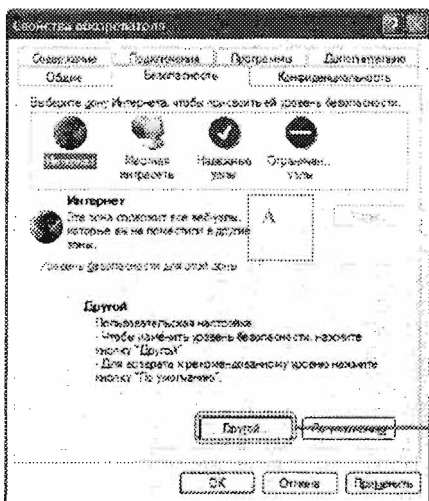 Свойства обозревателя
Содержание Подключения Программы Дополнительно
Общие Безопасность Конфиденциальность
Выберите зону Интернета, чтобы присвоить ей уровень безопасности.
Местная интрасеть
Надежные узлы
Ограничен... узлы
Интернет
Эта зона содержит все веб-узлы,
которые вы не поместили в другие
зоны.
A
Уровень безопасности для этой зоны
Другой
Пользовательская настройка.
- Чтобы изменить уровень безопасности, нажмите
кнопку "Другой"
- Для возврата к рекомендованному уровню нажмите
кнопку "По умолчанию".
Другой... По умолчанию
OK Отмена Применить